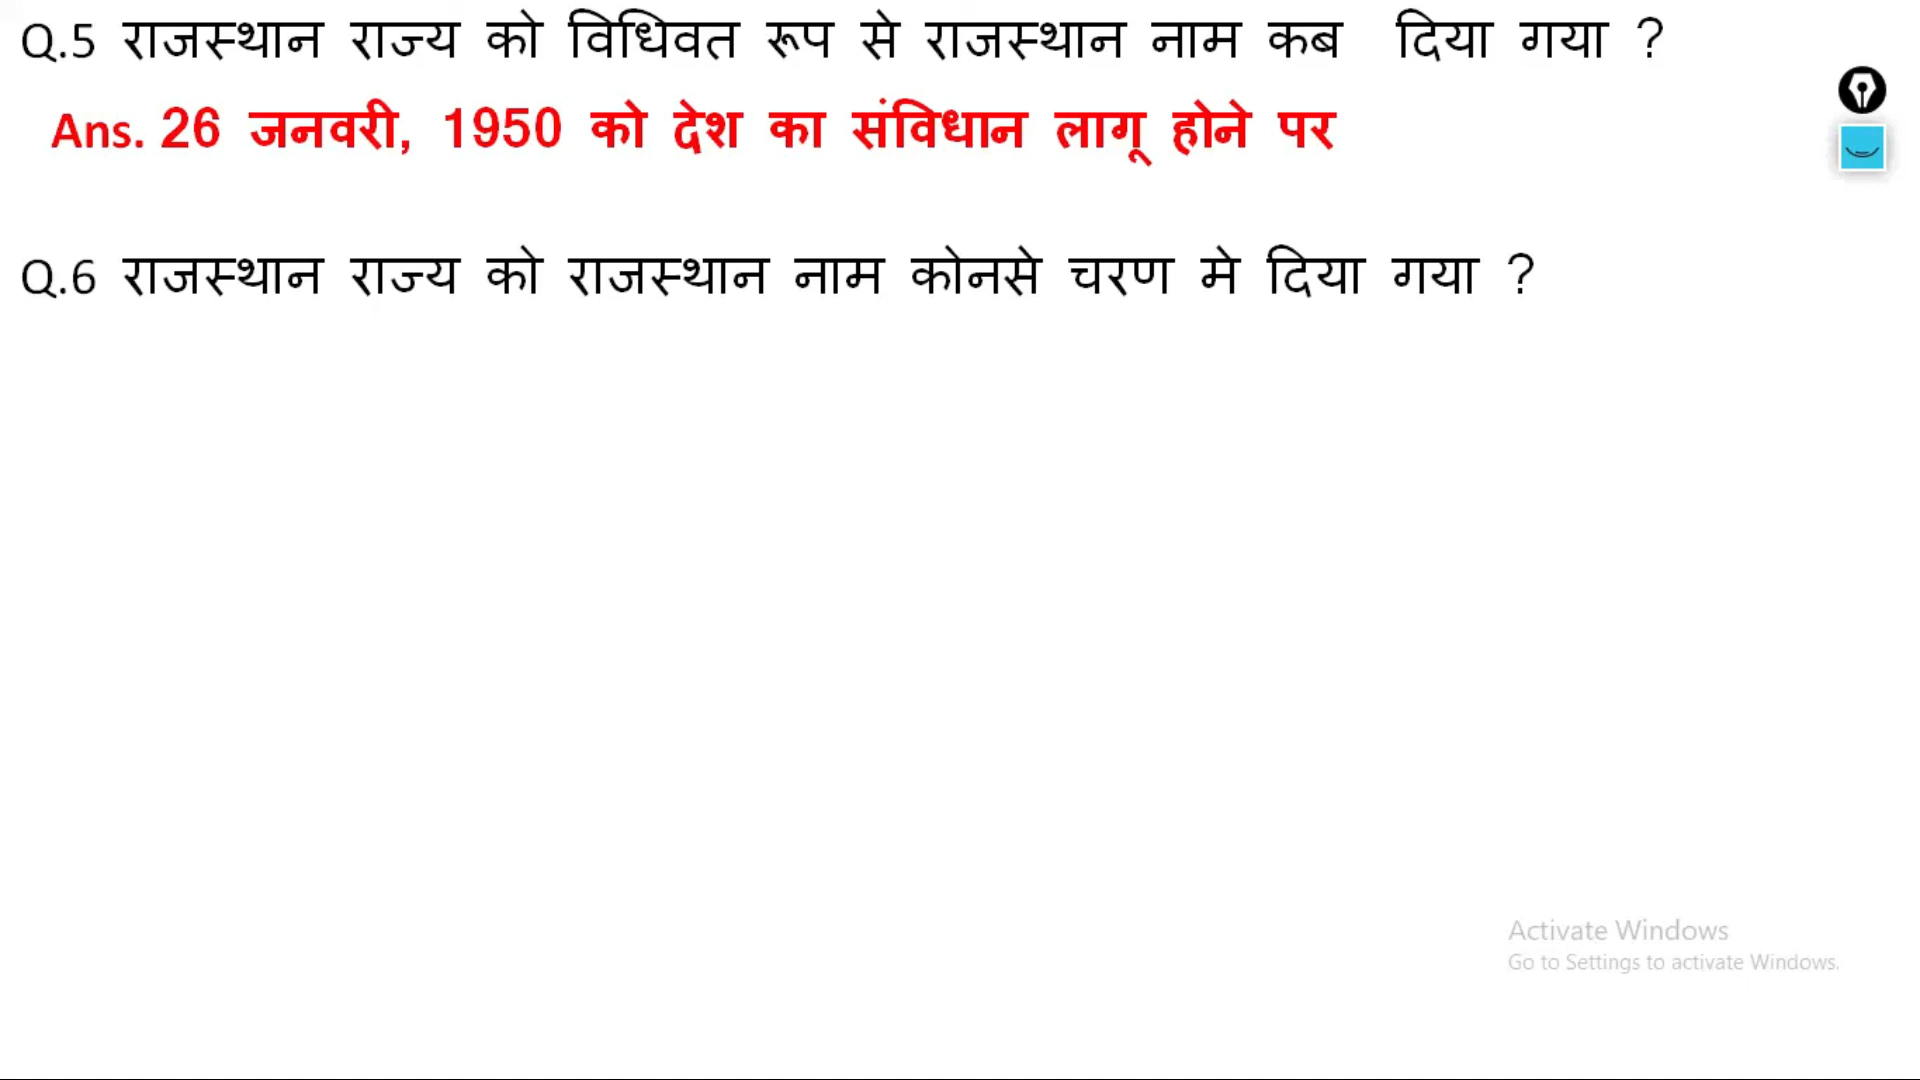 Q.5 राजस्थान राज्य को विधिवत रूप से राजस्थान नाम कब दिया गया ?
Ans. 26 जनवरी, 1950 को देश का संविधान लागू होने पर
Q.6 राजस्थान राज्य को राजस्थान नाम कोनसे चरण मे दिया गया ?
Activate Windows
Go to Settings to activate Windows.